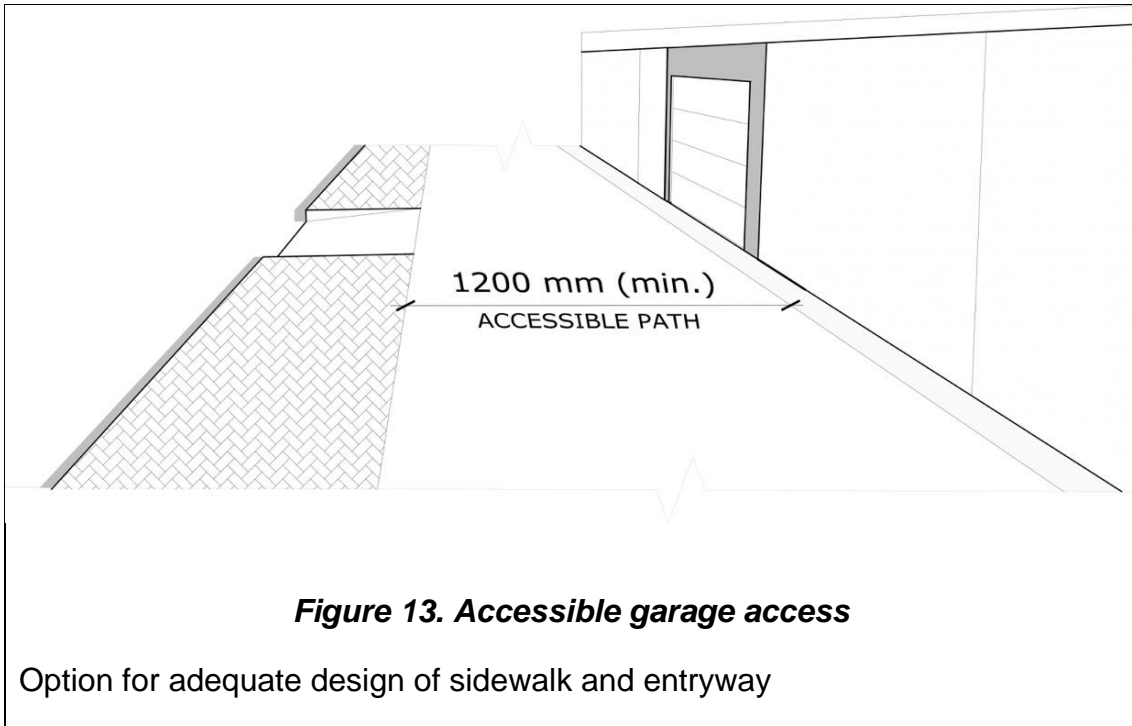 1200 mm (min.)
ACCESSIBLE PATH
Figure 13. Accessible garage access
Option for adequate design of sidewalk and entryway